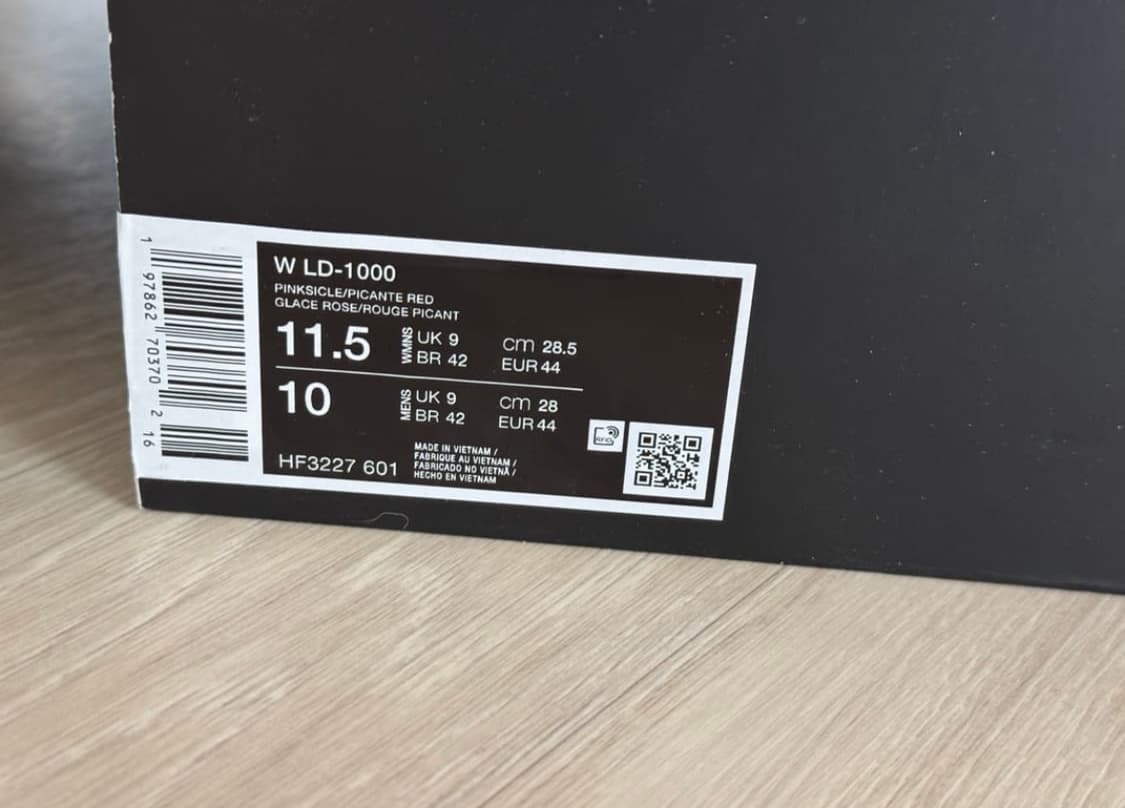 1 97862 70370 2 16
W LD-1000
PINKSICLE/PICANTE RED
GLACE ROSE/ROUGE PICANT
11.5 WMNS UK 9 cm 28.5
BR 42 EUR 44
10 MENS UK 9 cm 28
BR 42 EUR 44
HF3227 601
MADE IN VIETNAM /
FABRIQUE AU VIETNAM /
FABRICADO NO VIETNÃ /
HECHO EN VIETNAM
RFID